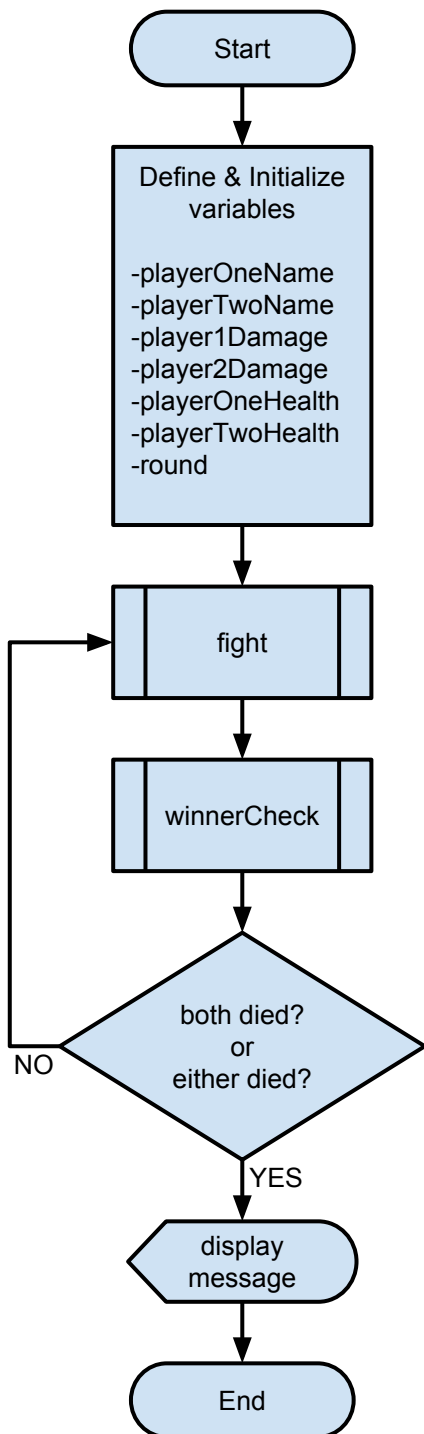 Start
Define & Initialize
variables
-playerOneName
-playerTwoName
-player1Damage
-player2Damage
-playerOneHealth
-playerTwoHealth
-round
fight
winnerCheck
both died?
or
either died?
NO
YES
display
message
End